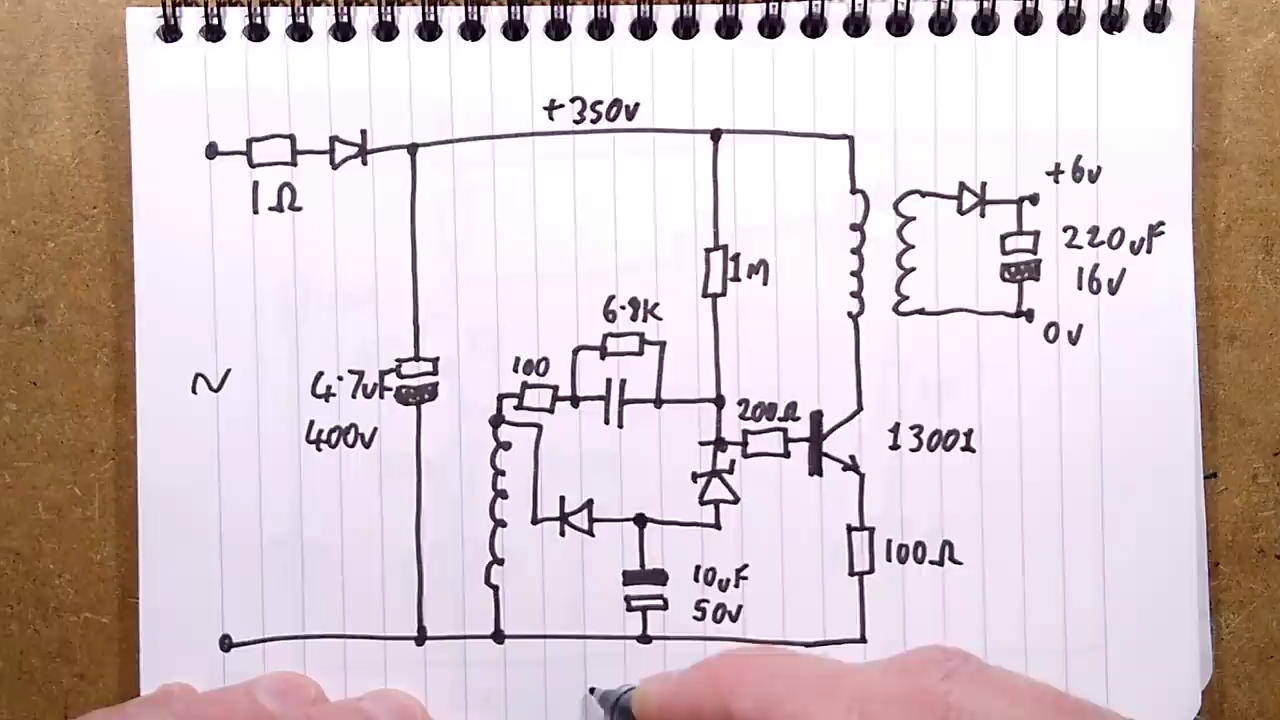 +350v
1Ω
+6v
220uF
16v
0v
1M
6.8K
100
200Ω
4.7uF
400v
~
13001
100Ω
10uF
50v